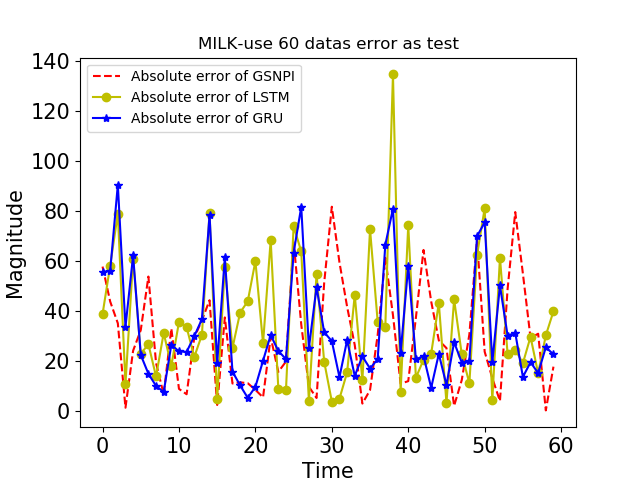 MILK-use 60 datas error as test
Absolute error of GSNPI
Absolute error of LSTM
Absolute error of GRU
Magnitude
140
120
100
80
60
40
20
0
0 10 20 30 40 50 60
Time